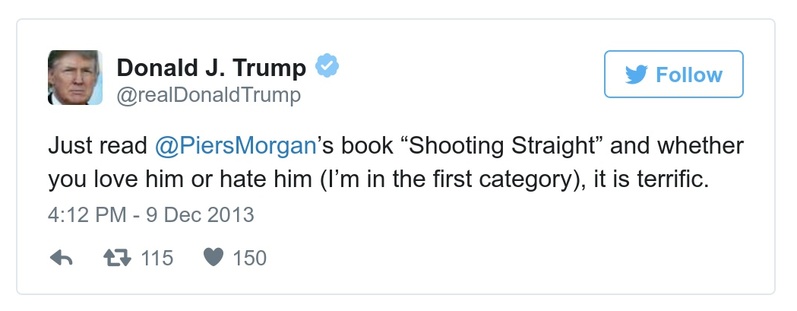 Donald J. Trump
@realDonaldTrump
Follow
Just read @PiersMorgan’s book “Shooting Straight” and whether
you love him or hate him (I’m in the first category), it is terrific.
4:12 PM - 9 Dec 2013
115 150